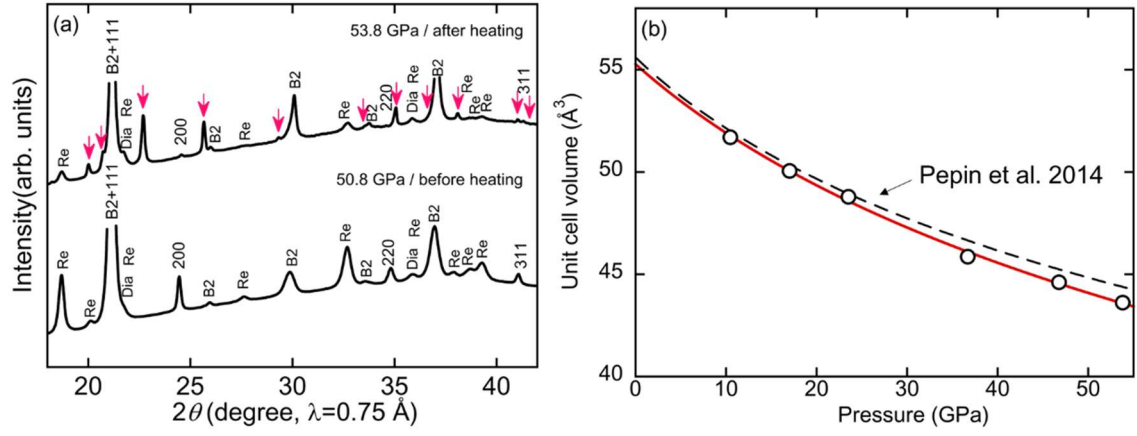 (a)
53.8 GPa / after heating
Re
B2+111
Dia Re
200
B2
Re
B2
Re
B2
220
Dia Re
B2
Re
Re
Re
311
50.8 GPa / before heating
Re
Re
B2+111
Dia Re
200
B2
Re
B2
Re
B2
220
Dia Re
B2
Re
Re
Re
311
Intensity(arb. units)
20 30 40
2θ (degree, λ=0.75 Å)
(b)
Unit cell volume (Å³)
55
50
45
40
Pepin et al. 2014
0 10 20 30 40 50
Pressure (GPa)